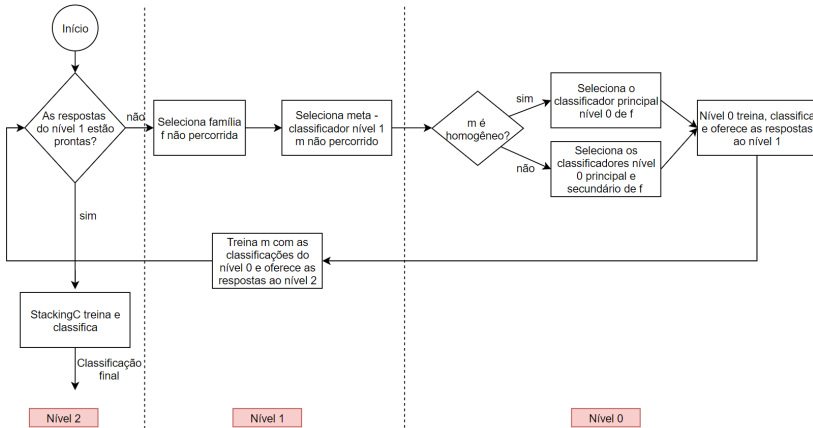 Início
As respostas
do nível 1 estão
prontas?
não
sim
Seleciona família
f não percorrida
Seleciona meta -
classificador nível 1
m não percorrido
m é
homogêneo?
sim
não
Seleciona o
classificador principal
nível 0 de f
Seleciona os
classificadores nível
0 principal e
secundário de f
Nível 0 treina, classifica
e oferece as respostas
ao nível 1
Treina m com as
classificações do
nível 0 e oferece as
respostas ao nível 2
StackingC treina e
classifica
Classificação
final
Nível 2
Nível 1
Nível 0